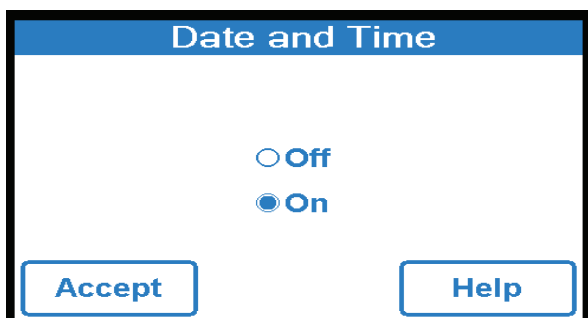 Date and Time
Off
On
Accept
Help